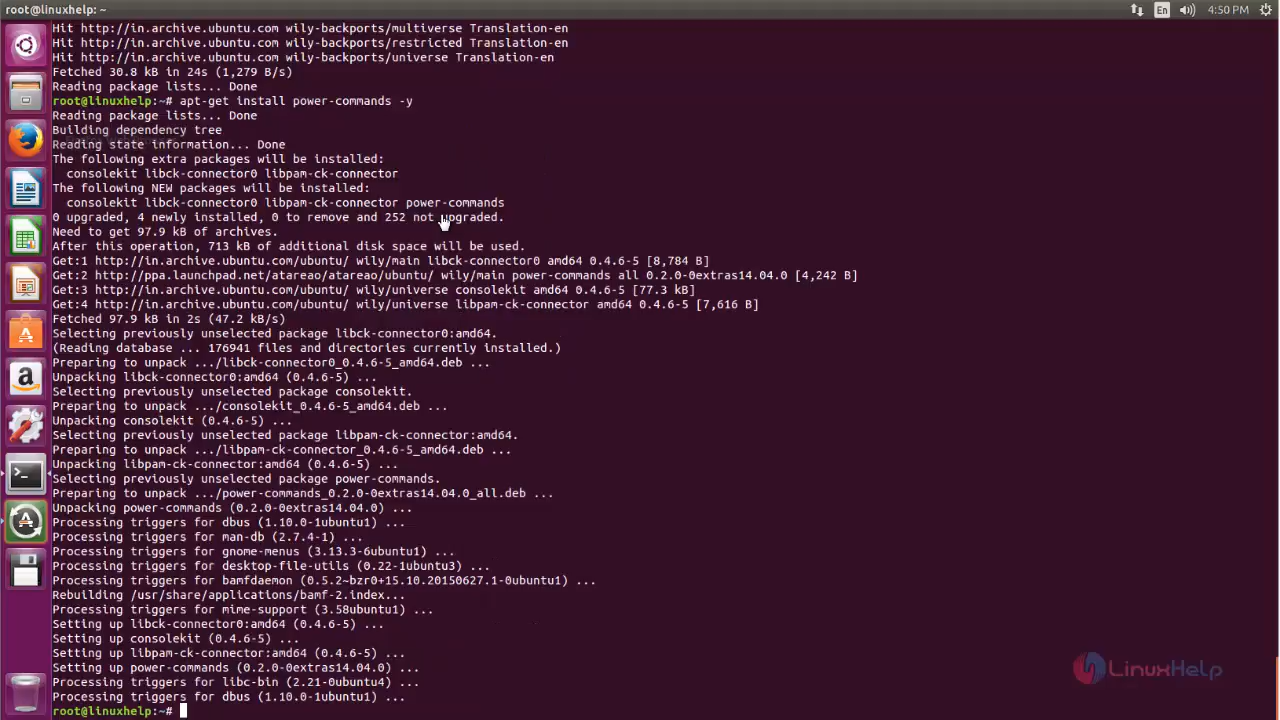 root@linuxhelp: ~
En
4:50 PM
Hit http://in.archive.ubuntu.com wily-backports/multiverse Translation-en
Hit http://in.archive.ubuntu.com wily-backports/restricted Translation-en
Hit http://in.archive.ubuntu.com wily-backports/universe Translation-en
Fetched 30.8 kB in 24s (1,279 B/s)
Reading package lists... Done
root@linuxhelp:~# apt-get install power-commands -y
Reading package lists... Done
Building dependency tree
Reading state information... Done
The following extra packages will be installed:
  consolekit libck-connector0 libpam-ck-connector
The following NEW packages will be installed:
  consolekit libck-connector0 libpam-ck-connector power-commands
0 upgraded, 4 newly installed, 0 to remove and 252 not upgraded.
Need to get 97.9 kB of archives.
After this operation, 713 kB of additional disk space will be used.
Get:1 http://in.archive.ubuntu.com/ubuntu/ wily/main libck-connector0 amd64 0.4.6-5 [8,784 B]
Get:2 http://ppa.launchpad.net/atareao/atareao/ubuntu/ wily/main power-commands all 0.2.0-0extras14.04.0 [4,242 B]
Get:3 http://in.archive.ubuntu.com/ubuntu/ wily/universe consolekit amd64 0.4.6-5 [77.3 kB]
Get:4 http://in.archive.ubuntu.com/ubuntu/ wily/universe libpam-ck-connector amd64 0.4.6-5 [7,616 B]
Fetched 97.9 kB in 2s (47.2 kB/s)
Selecting previously unselected package libck-connector0:amd64.
(Reading database ... 176941 files and directories currently installed.)
Preparing to unpack .../libck-connector0_0.4.6-5_amd64.deb ...
Unpacking libck-connector0:amd64 (0.4.6-5) ...
Selecting previously unselected package consolekit.
Preparing to unpack .../consolekit_0.4.6-5_amd64.deb ...
Unpacking consolekit (0.4.6-5) ...
Selecting previously unselected package libpam-ck-connector:amd64.
Preparing to unpack .../libpam-ck-connector_0.4.6-5_amd64.deb ...
Unpacking libpam-ck-connector:amd64 (0.4.6-5) ...
Selecting previously unselected package power-commands.
Preparing to unpack .../power-commands_0.2.0-0extras14.04.0_all.deb ...
Unpacking power-commands (0.2.0-0extras14.04.0) ...
Processing triggers for dbus (1.10.0-1ubuntu1) ...
Processing triggers for man-db (2.7.4-1) ...
Processing triggers for gnome-menus (3.13.3-6ubuntu1) ...
Processing triggers for desktop-file-utils (0.22-1ubuntu3) ...
Processing triggers for bamfdaemon (0.5.2~bzr0+15.10.20150627.1-0ubuntu1) ...
Rebuilding /usr/share/applications/bamf-2.index...
Processing triggers for mime-support (3.58ubuntu1) ...
Setting up libck-connector0:amd64 (0.4.6-5) ...
Setting up consolekit (0.4.6-5) ...
Setting up libpam-ck-connector:amd64 (0.4.6-5) ...
Setting up power-commands (0.2.0-0extras14.04.0) ...
Processing triggers for libc-bin (2.21-0ubuntu4) ...
Processing triggers for dbus (1.10.0-1ubuntu1) ...
root@linuxhelp:~#
LINUXHELP